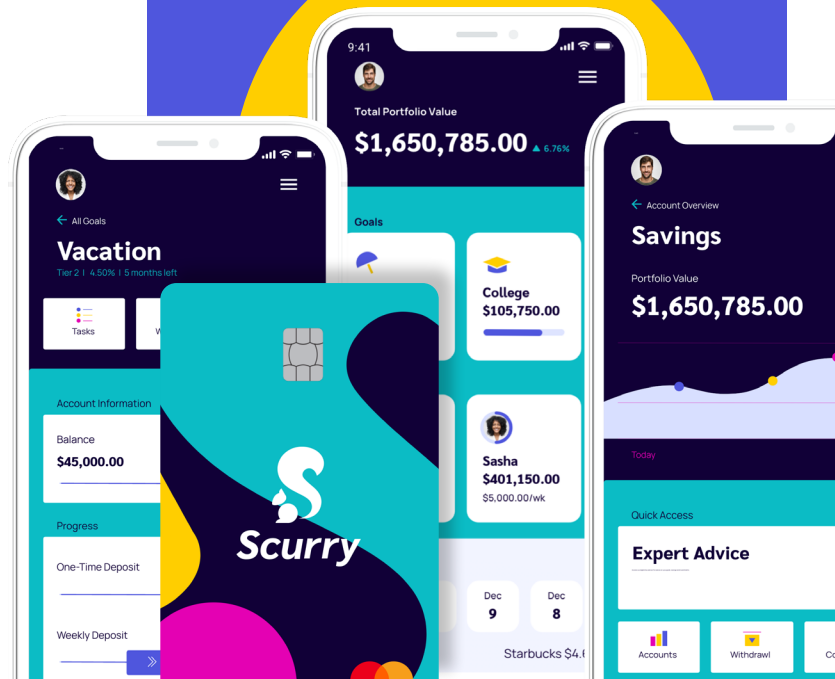 9:41
Total Portfolio Value
$1,650,785.00 ▲ 6.76%
Goals
College
$105,750.00
Sasha
$401,150.00
$5,000.00/wk
Dec
9
Dec
8
Starbucks $4.
All Goals
Vacation
Tier 2 | 4.50% | 5 months left
Tasks
Account Information
Balance
$45,000.00
Progress
One-Time Deposit
Weekly Deposit
Scurry
Account Overview
Savings
Portfolio Value
$1,650,785.00
Today
Quick Access
Expert Advice
Accounts
Withdrawl